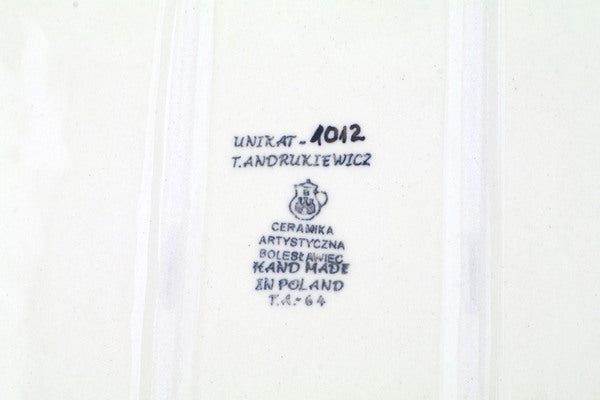 UNIKAT - 1012
T. ANDRUKIEWICZ
CERAMIKA
ARTYSTYCZNA
BOLESŁAWIEC
HAND MADE
IN POLAND
T.A.- 64